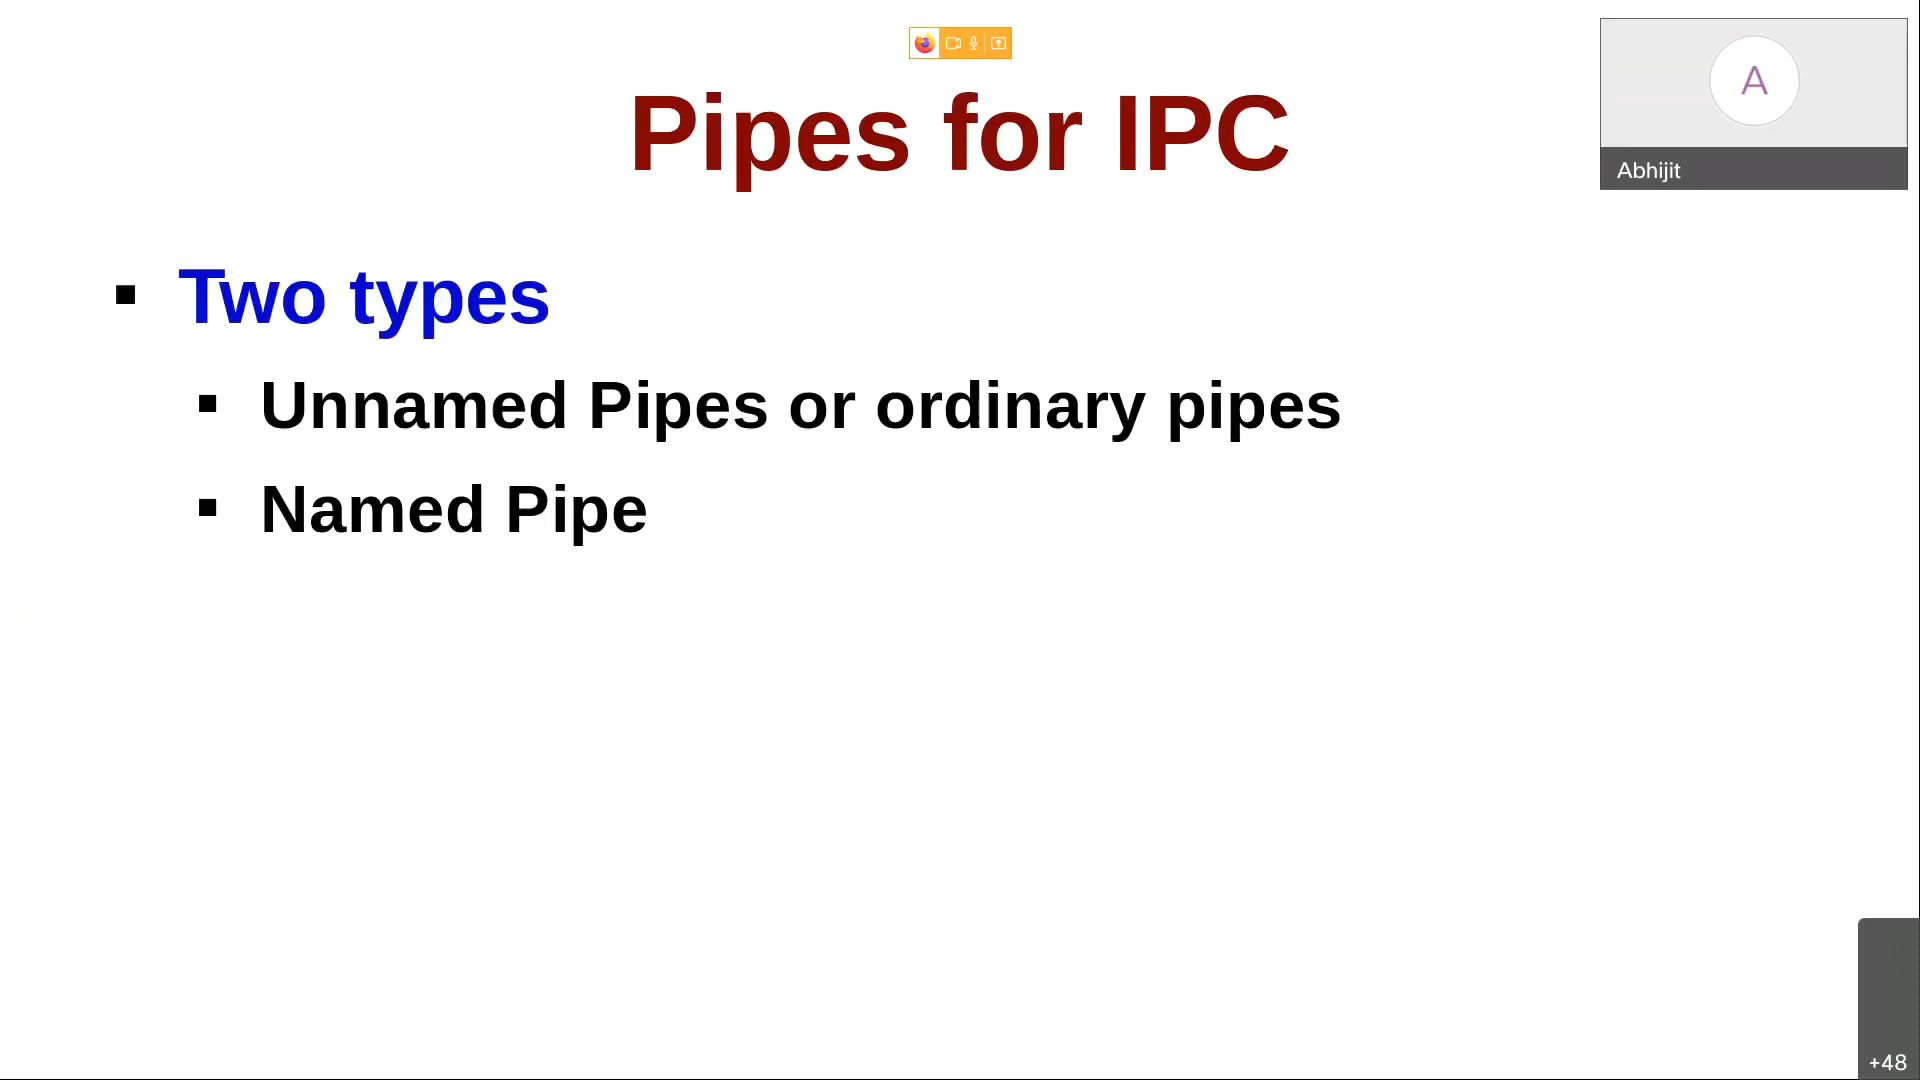 Pipes for IPC
A
Abhijit
Two types
Unnamed Pipes or ordinary pipes
Named Pipe
+48